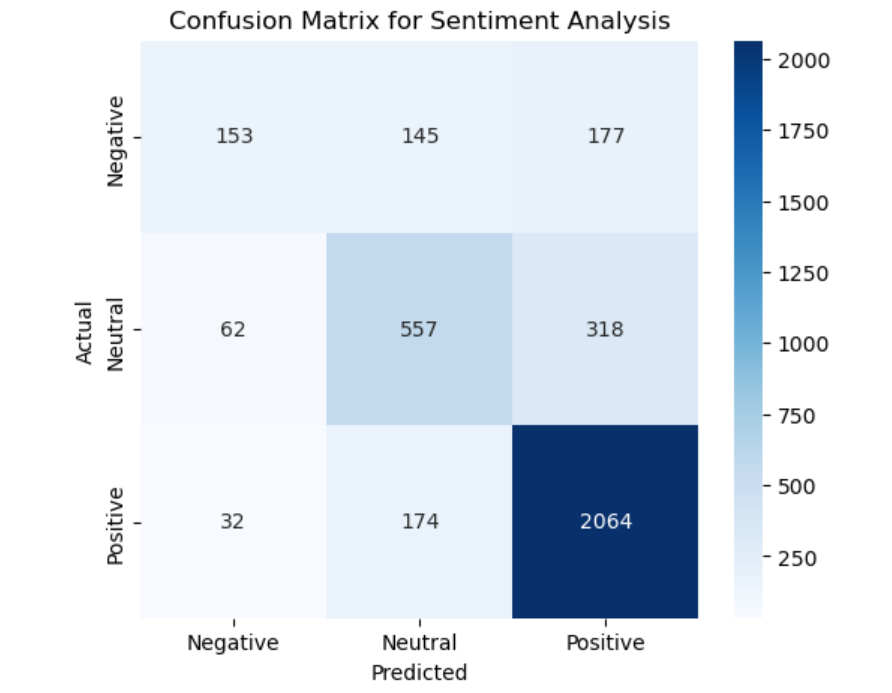 Confusion Matrix for Sentiment Analysis
Negative
153 145 177
Actual
Neutral
62 557 318
Positive
32 174 2064
Negative Neutral Positive
Predicted
2000
1750
1500
1250
1000
750
500
250